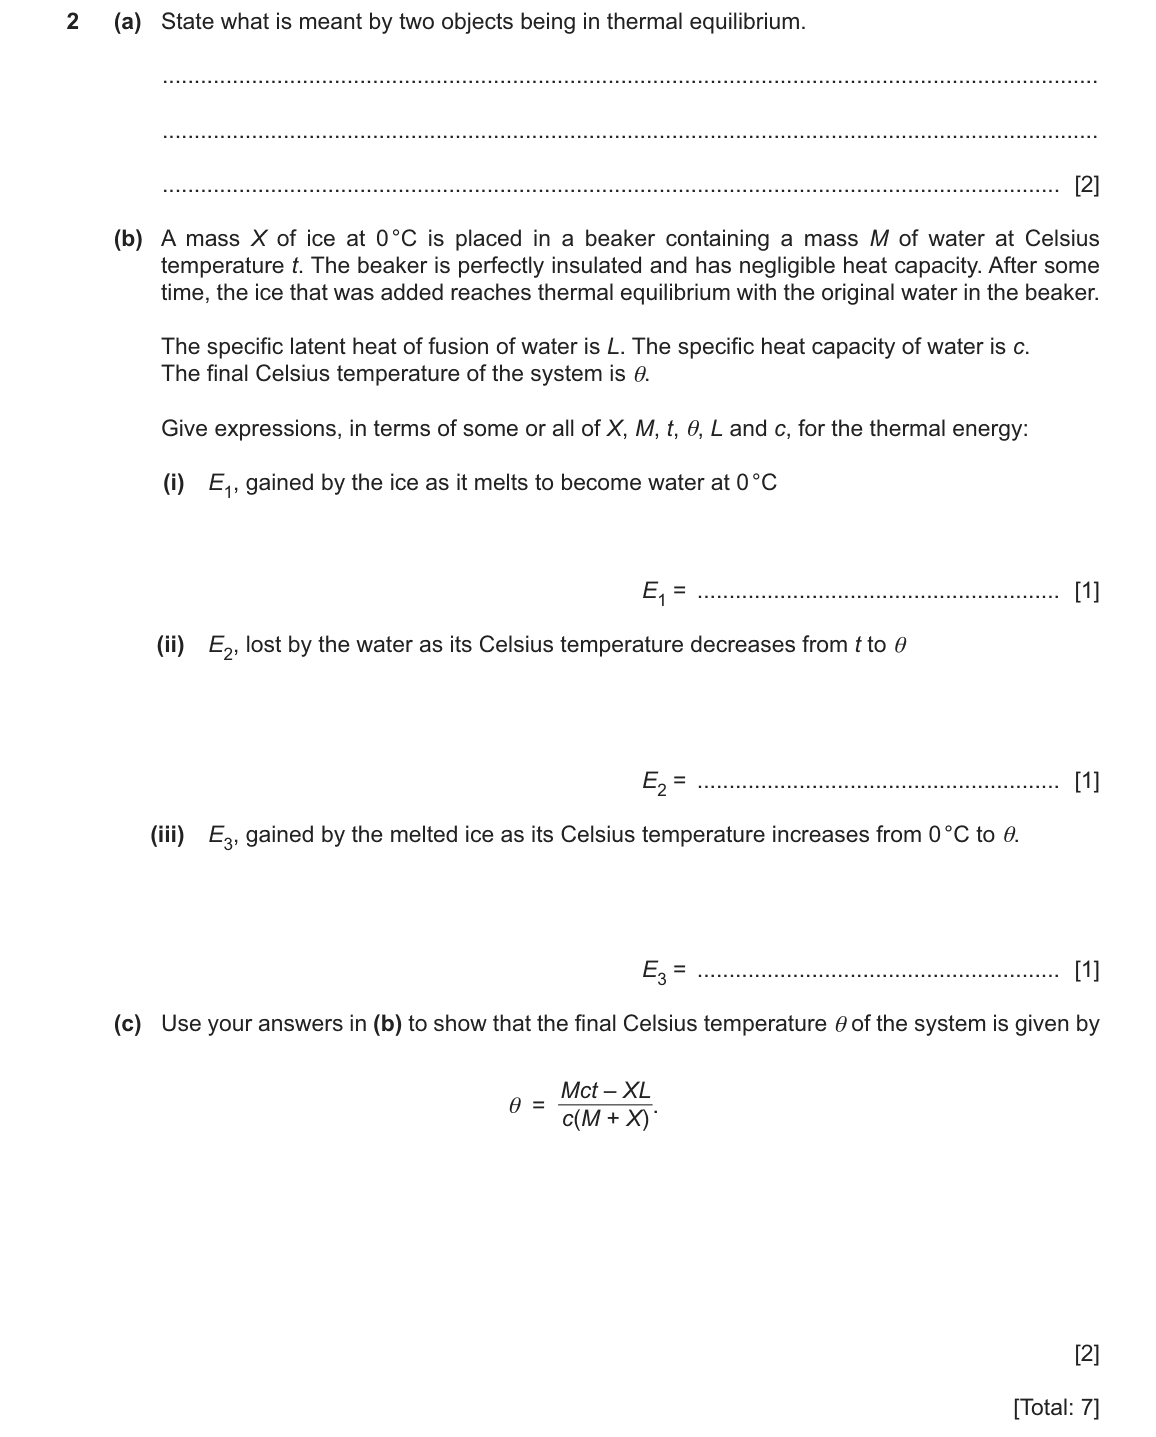 2 (a) State what is meant by two objects being in thermal equilibrium.
..........................................................................................................................................
..........................................................................................................................................
.................................................................................................................................... [2]
(b) A mass X of ice at 0 °C is placed in a beaker containing a mass M of water at Celsius
temperature t. The beaker is perfectly insulated and has negligible heat capacity. After some
time, the ice that was added reaches thermal equilibrium with the original water in the beaker.
The specific latent heat of fusion of water is L. The specific heat capacity of water is c.
The final Celsius temperature of the system is θ.
Give expressions, in terms of some or all of X, M, t, θ, L and c, for the thermal energy:
(i) E₁, gained by the ice as it melts to become water at 0 °C
E₁ = ......................................................... [1]
(ii) E₂, lost by the water as its Celsius temperature decreases from t to θ
E₂ = ......................................................... [1]
(iii) E₃, gained by the melted ice as its Celsius temperature increases from 0 °C to θ.
E₃ = ......................................................... [1]
(c) Use your answers in (b) to show that the final Celsius temperature θ of the system is given by
Mct – XL
θ = ―――.
c(M + X)
[2]
[Total: 7]